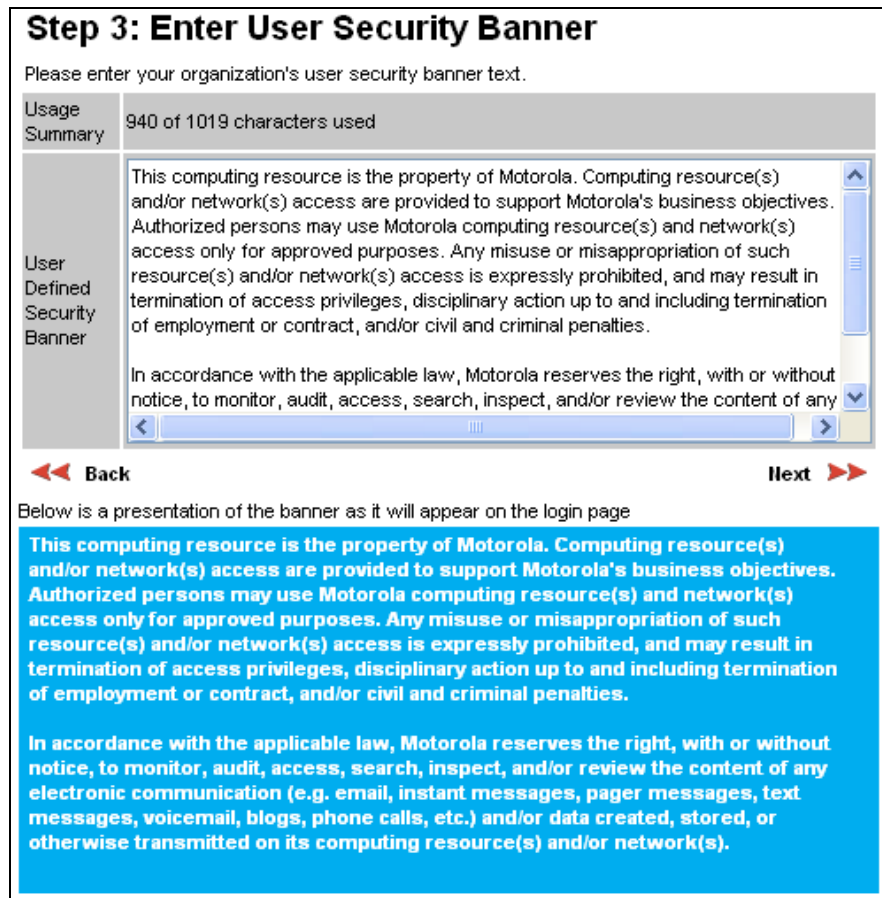 Step 3: Enter User Security Banner
Please enter your organization's user security banner text.
Usage
Summary
940 of 1019 characters used
User
Defined
Security
Banner
This computing resource is the property of Motorola. Computing resource(s)
and/or network(s) access are provided to support Motorola's business objectives.
Authorized persons may use Motorola computing resource(s) and network(s)
access only for approved purposes. Any misuse or misappropriation of such
resource(s) and/or network(s) access is expressly prohibited, and may result in
termination of access privileges, disciplinary action up to and including termination
of employment or contract, and/or civil and criminal penalties.
In accordance with the applicable law, Motorola reserves the right, with or without
notice, to monitor, audit, access, search, inspect, and/or review the content of any
Back
Next
Below is a presentation of the banner as it will appear on the login page
This computing resource is the property of Motorola. Computing resource(s)
and/or network(s) access are provided to support Motorola's business objectives.
Authorized persons may use Motorola computing resource(s) and network(s)
access only for approved purposes. Any misuse or misappropriation of such
resource(s) and/or network(s) access is expressly prohibited, and may result in
termination of access privileges, disciplinary action up to and including termination
of employment or contract, and/or civil and criminal penalties.
In accordance with the applicable law, Motorola reserves the right, with or without
notice, to monitor, audit, access, search, inspect, and/or review the content of any
electronic communication (e.g. email, instant messages, pager messages, text
messages, voicemail, blogs, phone calls, etc.) and/or data created, stored, or
otherwise transmitted on its computing resource(s) and/or network(s).